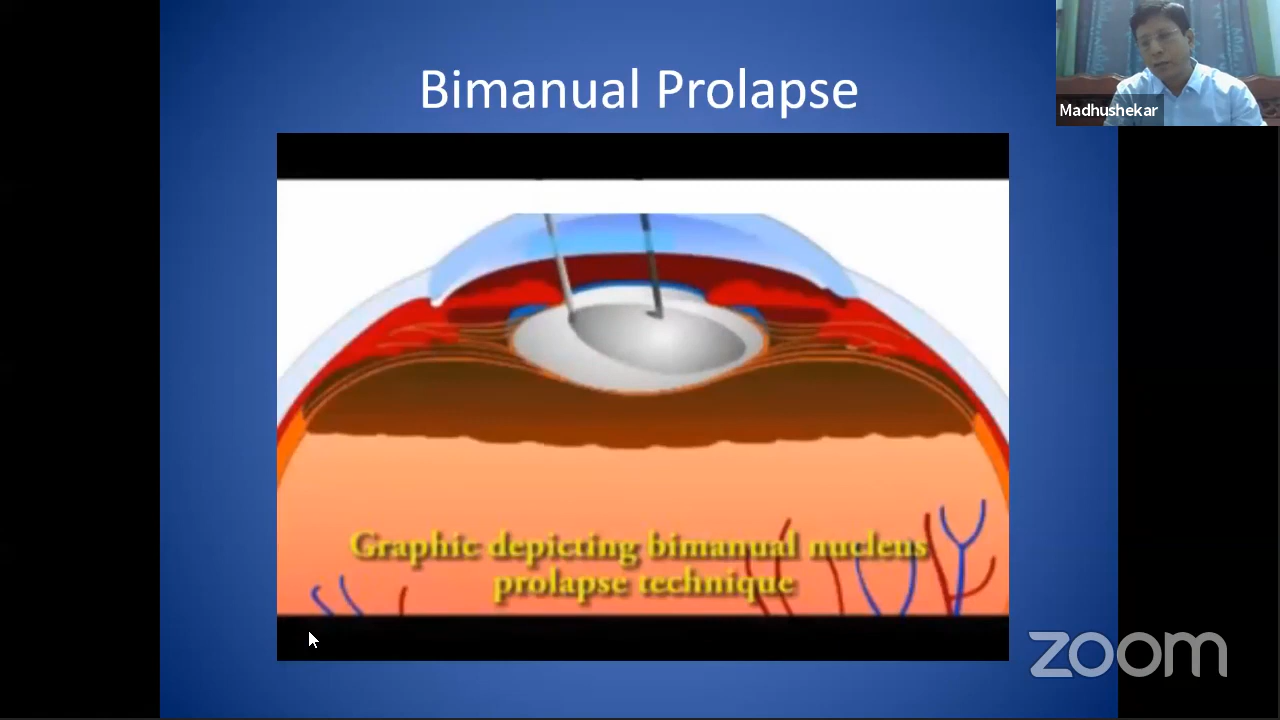 Bimanual Prolapse
Madhushekar
Graphic depicting bimanual nucleus
prolapse technique
zoom